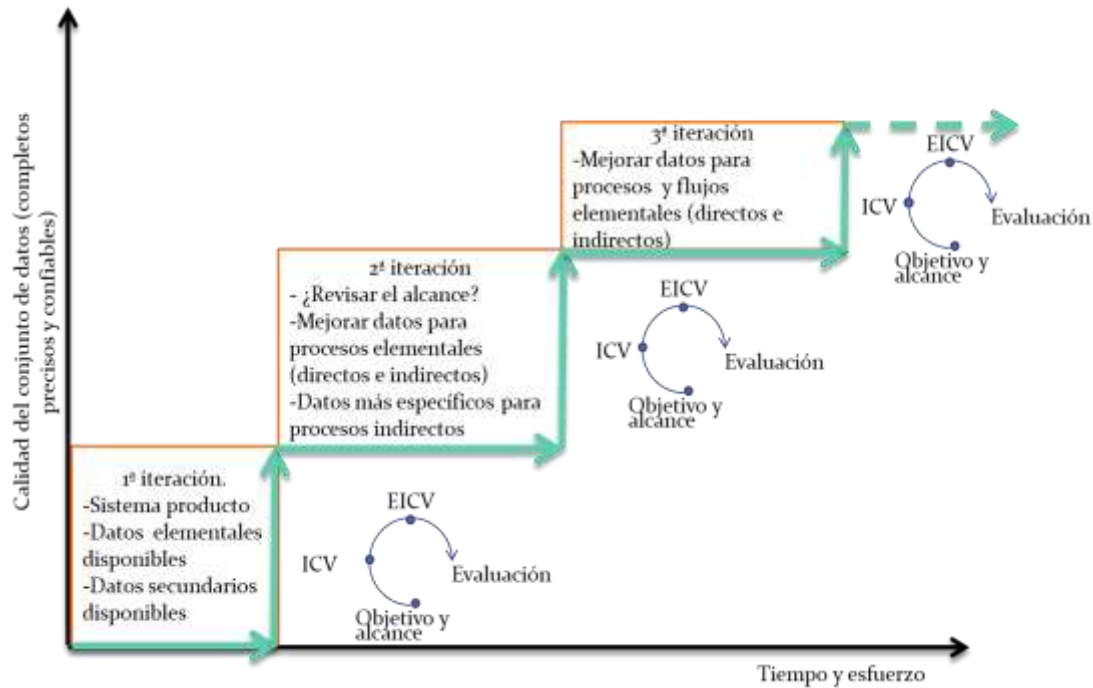 Calidad del conjunto de datos (completos
precisos y confiables)
3ª iteración
-Mejorar datos para
procesos y flujos
elementales (directos e
indirectos)
EICV
ICV
Evaluación
Objetivo y
alcance
2ª iteración
- ¿Revisar el alcance?
-Mejorar datos para
procesos elementales
(directos e indirectos)
-Datos más específicos para
procesos indirectos
EICV
ICV
Evaluación
Objetivo y
alcance
1ª iteración.
-Sistema producto
-Datos elementales
disponibles
-Datos secundarios
disponibles
EICV
ICV
Evaluación
Objetivo y
alcance
Tiempo y esfuerzo